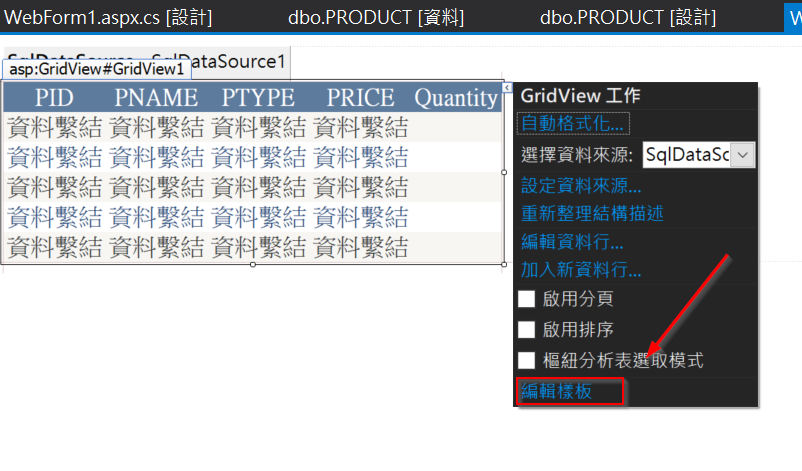 WebForm1.aspx.cs [設計] dbo.PRODUCT [資料] dbo.PRODUCT [設計]
SqlDataSource - SqlDataSource1
asp:GridView#GridView1
PID PNAME PTYPE PRICE Quantity
資料繫結 資料繫結 資料繫結 資料繫結
資料繫結 資料繫結 資料繫結 資料繫結
資料繫結 資料繫結 資料繫結 資料繫結
資料繫結 資料繫結 資料繫結 資料繫結
資料繫結 資料繫結 資料繫結 資料繫結
GridView 工作
自動格式化...
選擇資料來源: SqlDataSc
設定資料來源...
重新整理結構描述
編輯資料行...
加入新資料行...
啟用分頁
啟用排序
樞紐分析表選取模式
編輯樣板